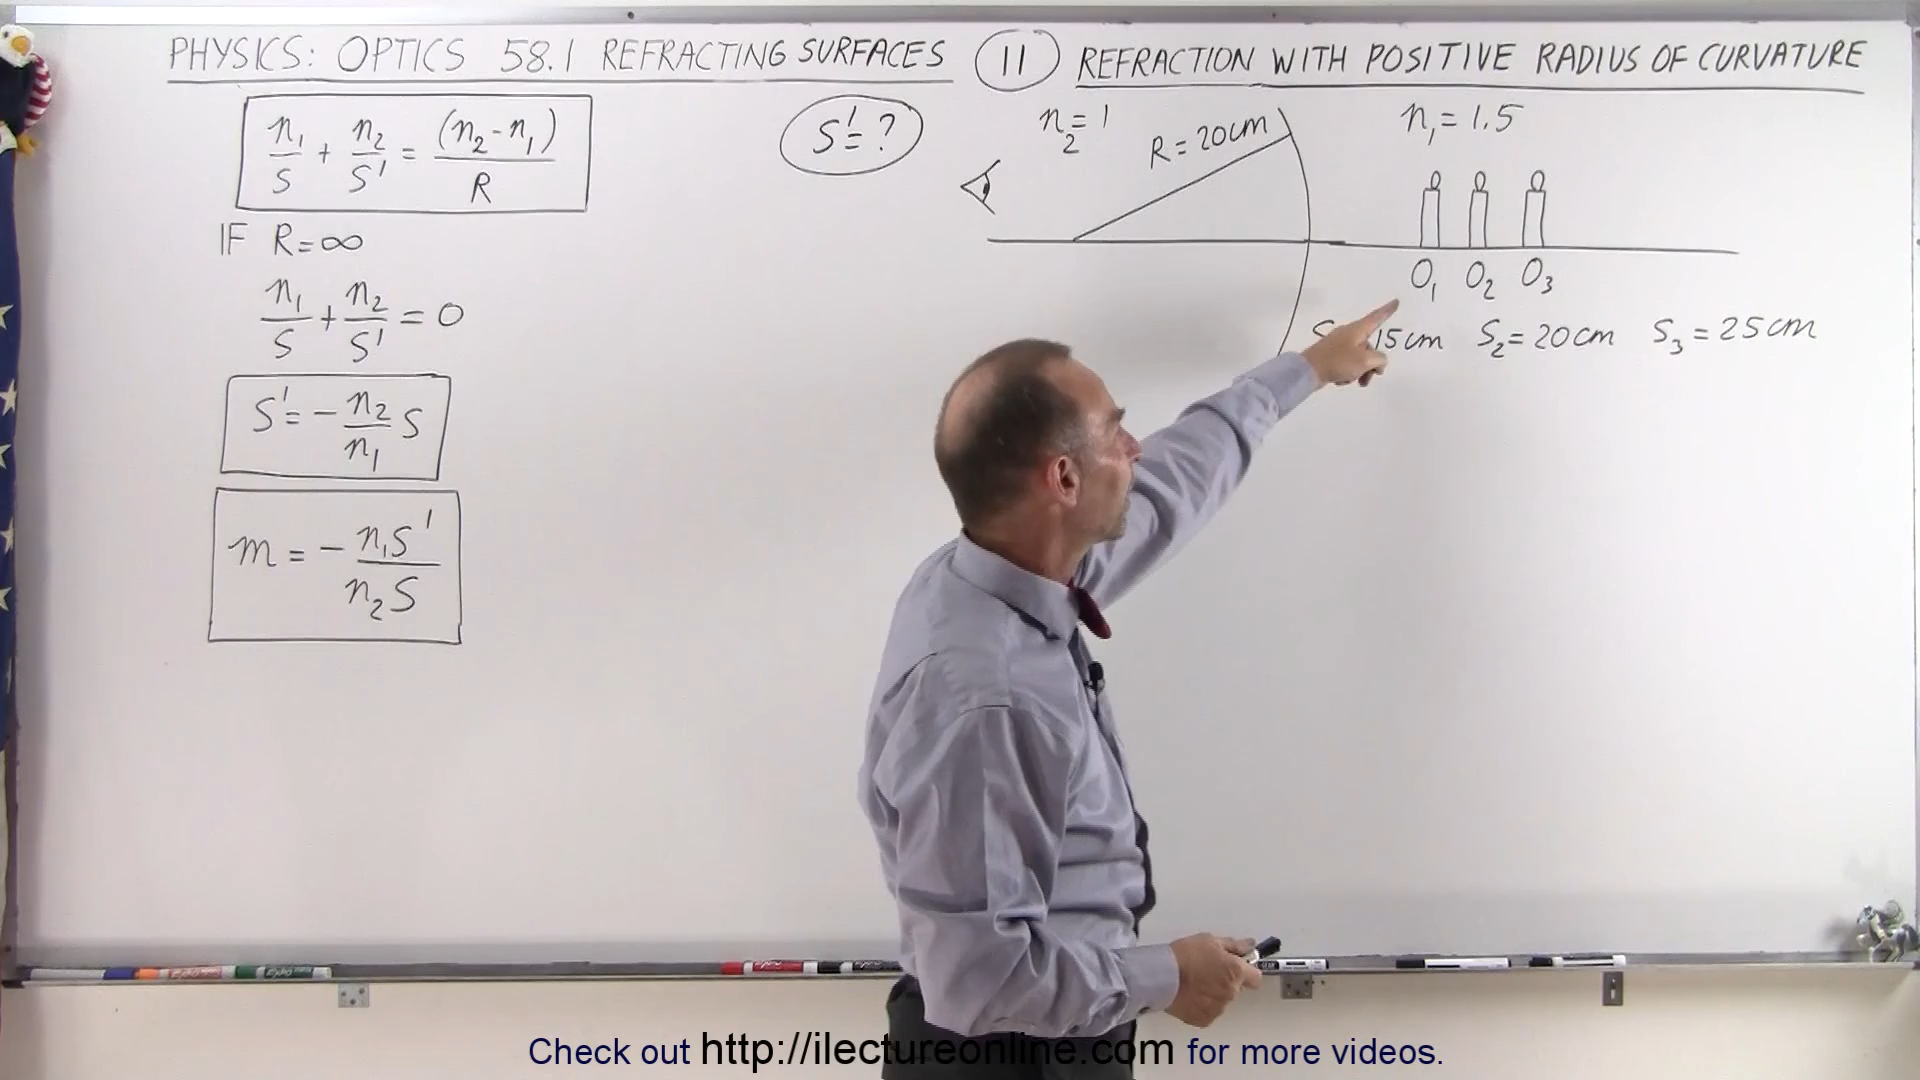 PHYSICS: OPTICS 58.1 REFRACTING SURFACES 11 REFRACTION WITH POSITIVE RADIUS OF CURVATURE
n₁/S + n₂/S' = (n₂-n₁)/R
IF R=∞
n₁/S + n₂/S' = 0
S' = - n₂/n₁ S
m = - n₁S'/n₂S
S' = ?
n₂ = 1
R = 20cm
n₁ = 1.5
O₁ O₂ O₃
15cm S₂ = 20cm S₃ = 25cm
Check out http://ilectureonline.com for more videos.